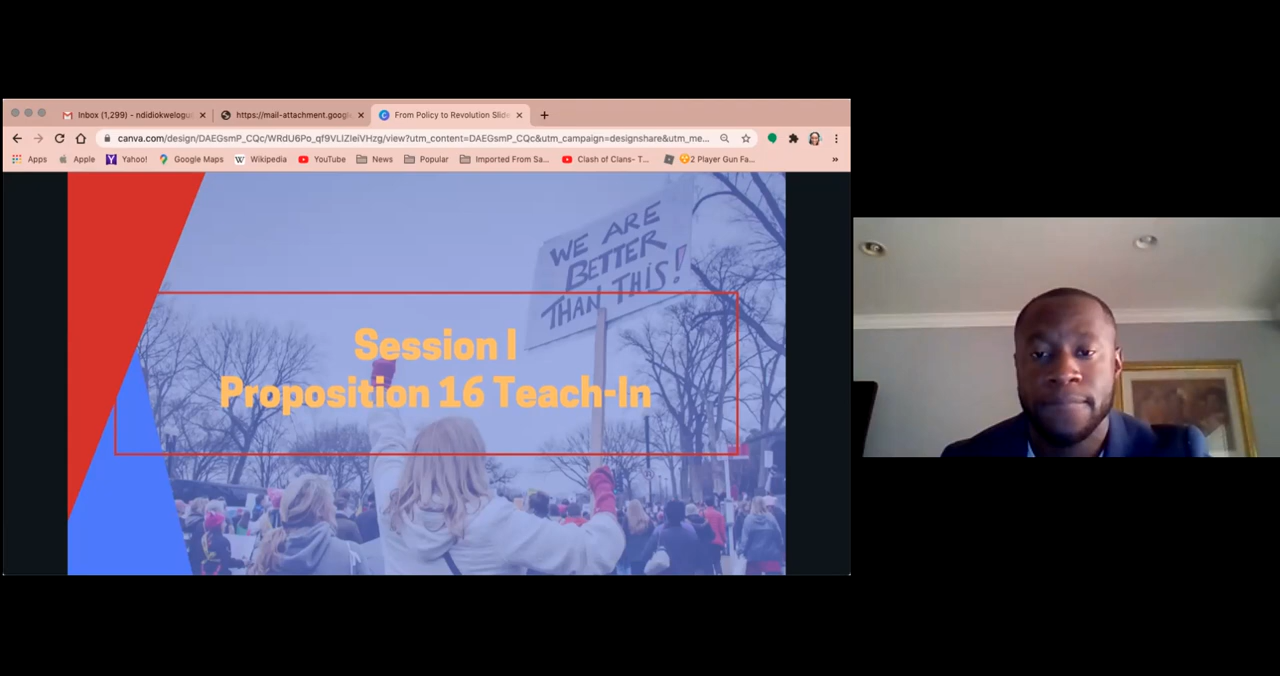 Inbox (1,299) - ndidiokwelogu
https://mail-attachment.google
From Policy to Revolution Slide
canva.com/design/DAEGsmP_CQc/WRdU6Po_qf9VLIZIeiVHzg/view?utm_content=DAEGsmP_CQc&utm_campaign=designshare&utm_me...
Apps
Apple
Yahoo!
Google Maps
Wikipedia
YouTube
News
Popular
Imported From Sa...
Clash of Clans- T...
2 Player Gun Fa...
WE ARE
BETTER
THAN THIS!
Session I
Proposition 16 Teach-In